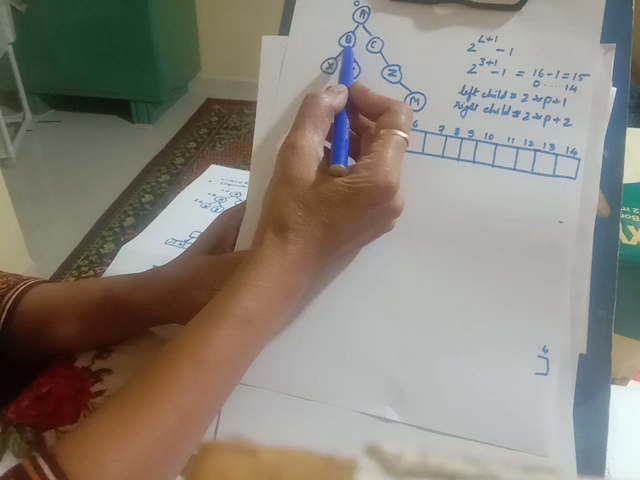 0
A
B C
X Z
M
2^L+1 - 1
2^3+1 - 1 = 16-1=15
0 .... 14
left child = 2*p+1
right child = 2*p+2
6 7 8 9 10 11 12 13 14